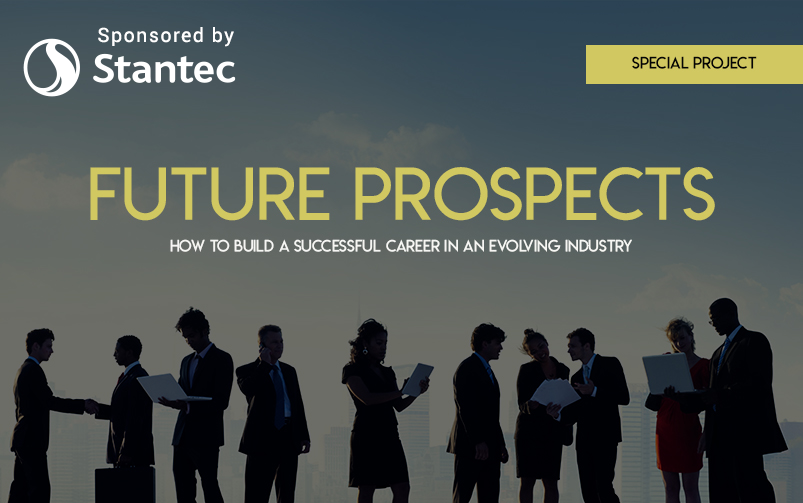 Sponsored by
Stantec
SPECIAL PROJECT
FUTURE PROSPECTS
HOW TO BUILD A SUCCESSFUL CAREER IN AN EVOLVING INDUSTRY